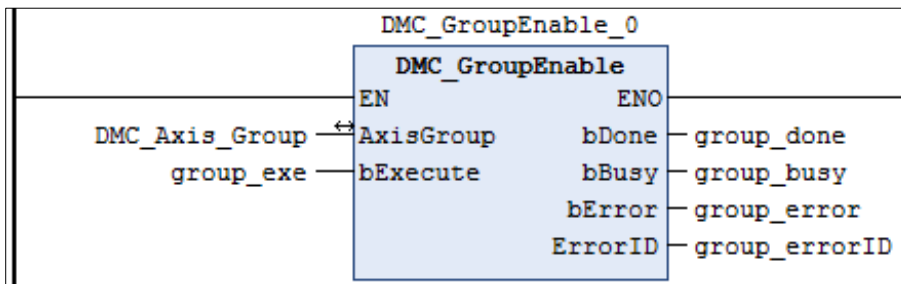 DMC_GroupEnable_0
DMC_GroupEnable
EN ENO
DMC_Axis_Group AxisGroup bDone group_done
group_exe bExecute bBusy group_busy
bError group_error
ErrorID group_errorID